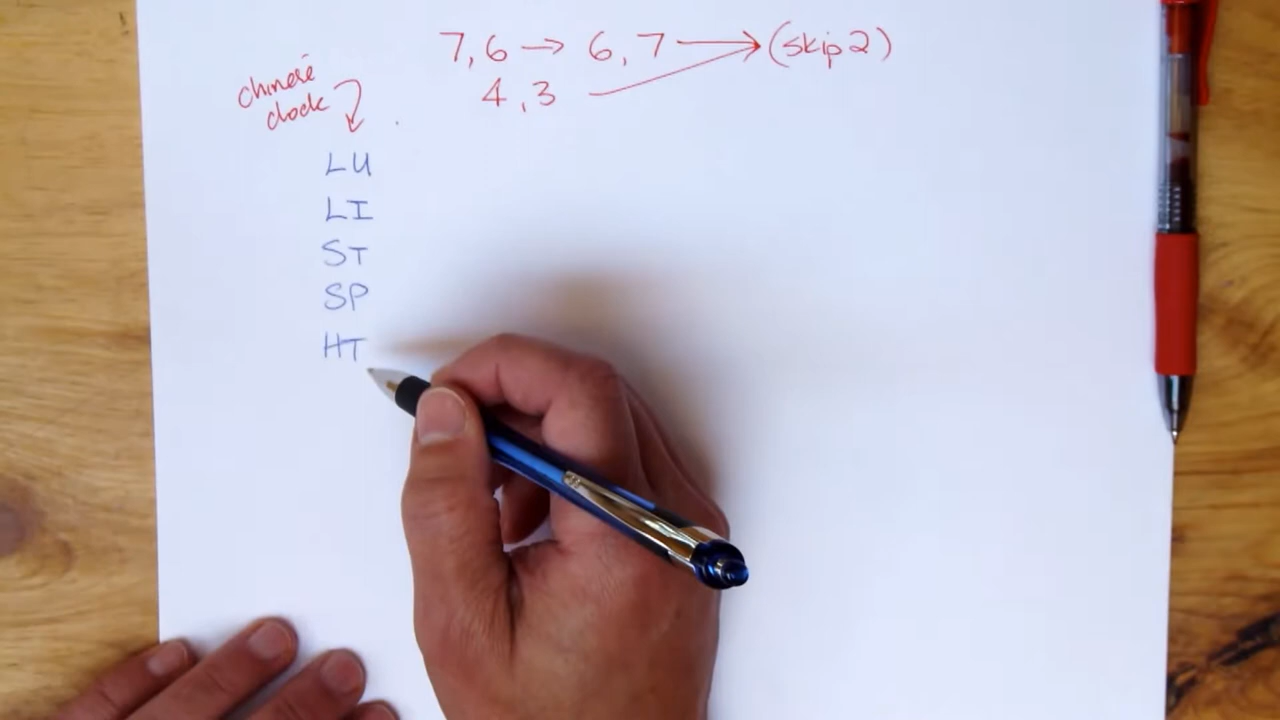 7,6 → 6,7 → (skip 2)
4,3
chinese
clock
LU
LI
ST
SP
HT